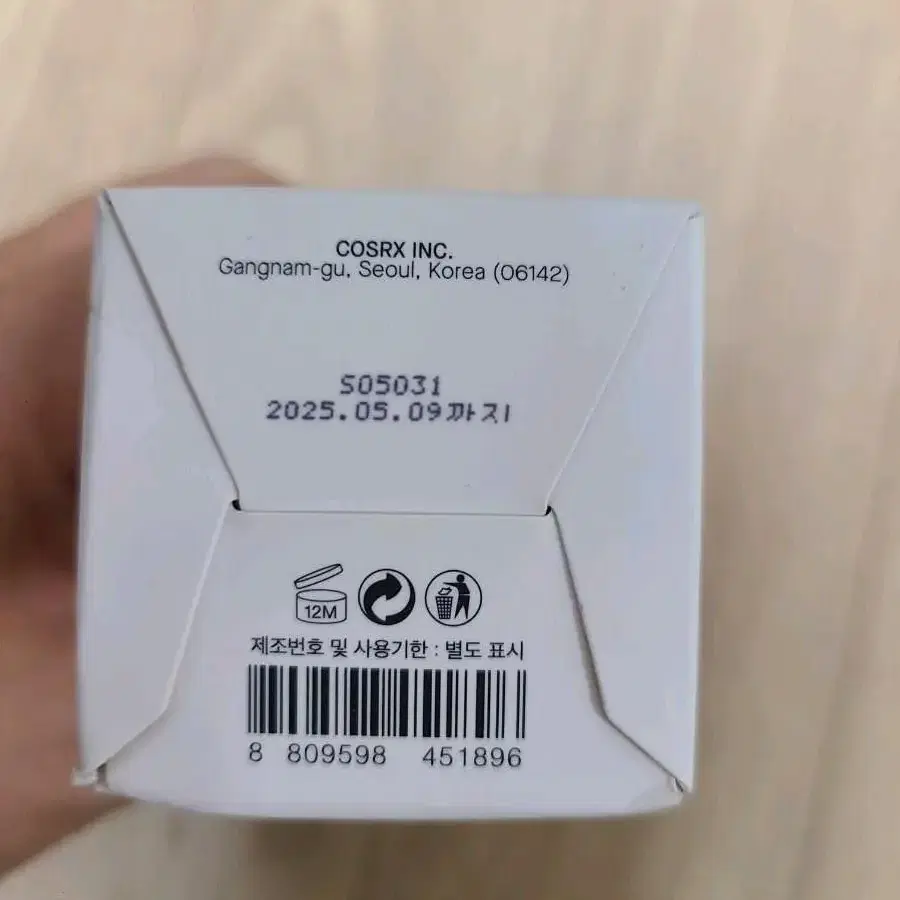 COSRX INC.
Gangnam-gu, Seoul, Korea (06142)
S05031
2025.05.09까지
12M
제조번호 및 사용기한 : 별도 표시
8 809598 451896